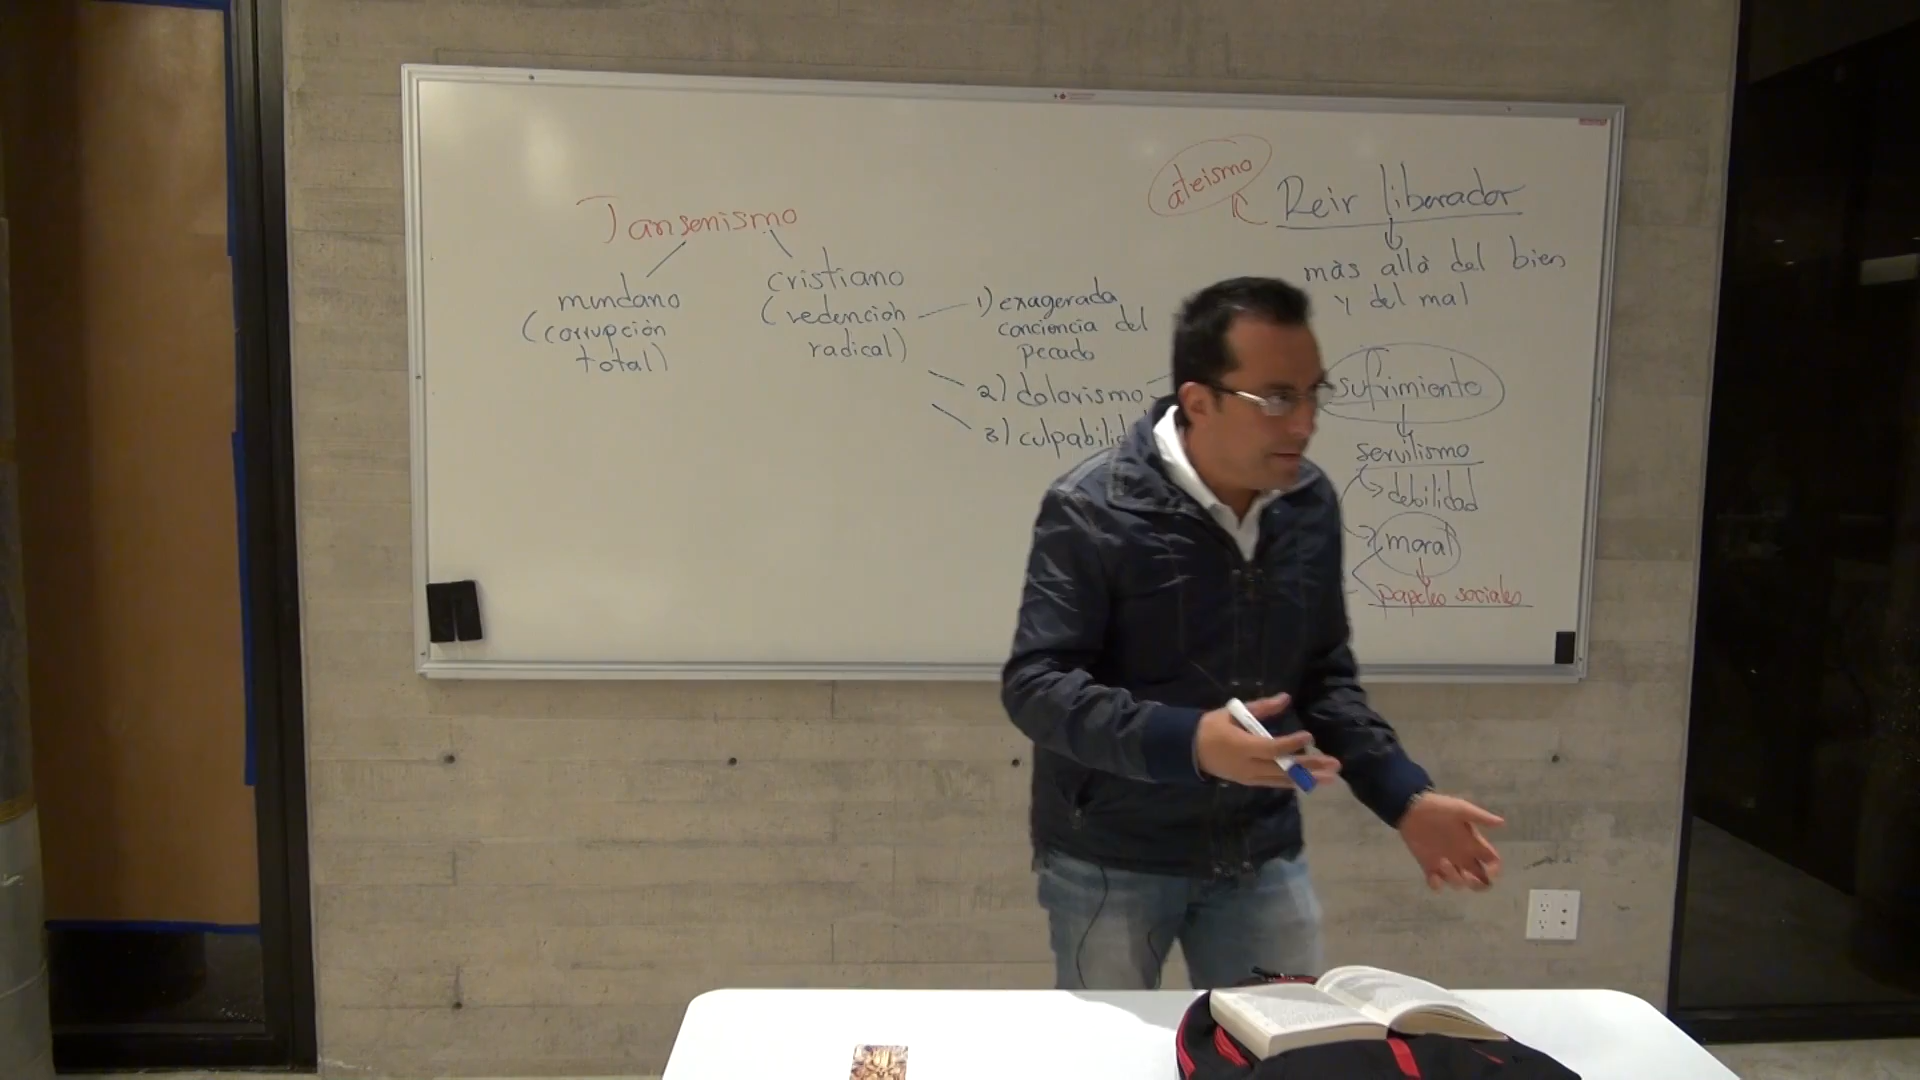 Jansenismo
mundano
(corrupción
total)
cristiano
(redención
radical)
1) exagerada
conciencia del
pecado
2) dolorismo
3) culpabilid
ateismo
Reir liberador
más allá del bien
y del mal
sufrimiento
servilismo
debilidad
moral
papeles sociales